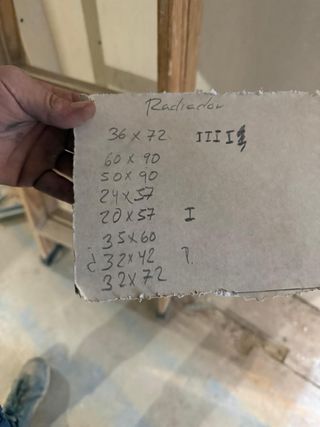 Radiador
36 x 72 IIII
60 x 90
50 x 90
24 x 57
20 x 57 I
35 x 60
¿ 32 x 42 ?
32 x 72